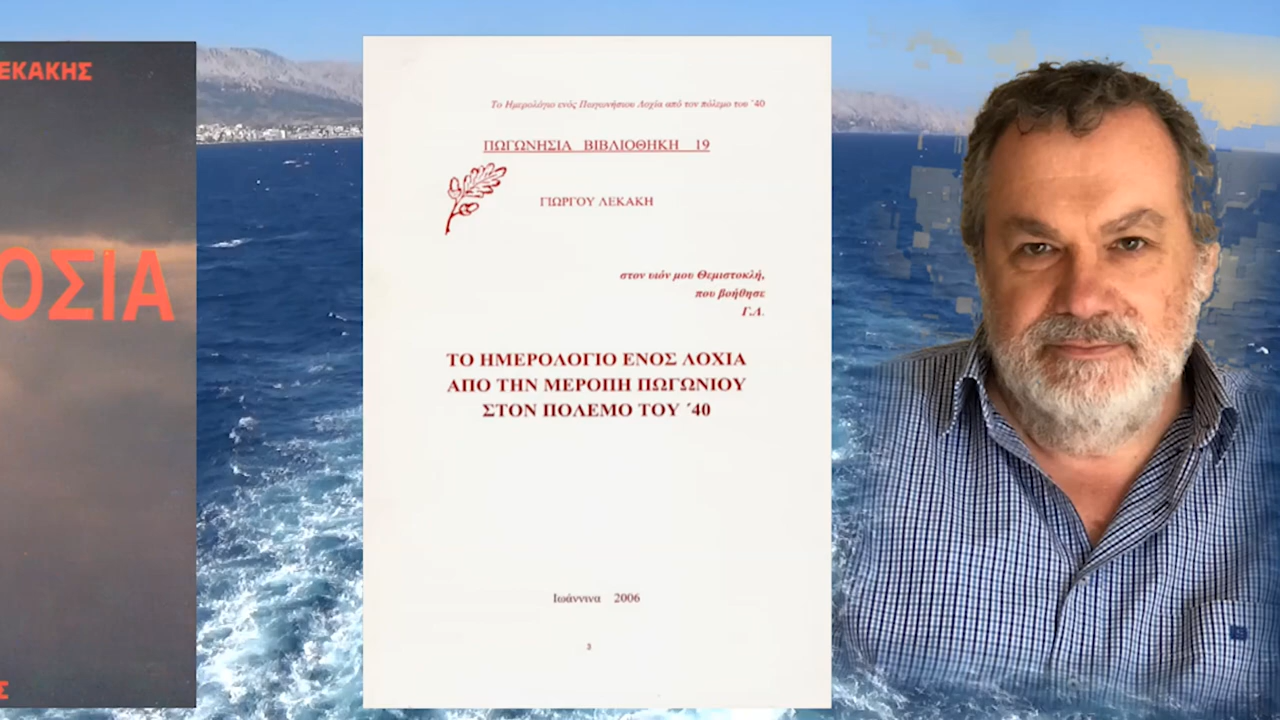 ΕΚΑΚΗΣ
ΟΣΙΑ
Σ
Το Ημερολόγιο ενός Πωγωνήσιου Λοχία από τον πόλεμο του ΄40
ΠΩΓΩΝΗΣΙΑ ΒΙΒΛΙΟΘΗΚΗ 19
ΓΙΩΡΓΟΥ ΛΕΚΑΚΗ
στον υιόν μου Θεμιστοκλή,
που βοήθησε
Γ.Λ.
ΤΟ ΗΜΕΡΟΛΟΓΙΟ ΕΝΟΣ ΛΟΧΙΑ
ΑΠΟ ΤΗΝ ΜΕΡΟΠΗ ΠΩΓΩΝΙΟΥ
ΣΤΟΝ ΠΟΛΕΜΟ ΤΟΥ ΄40
Ιωάννινα 2006
3